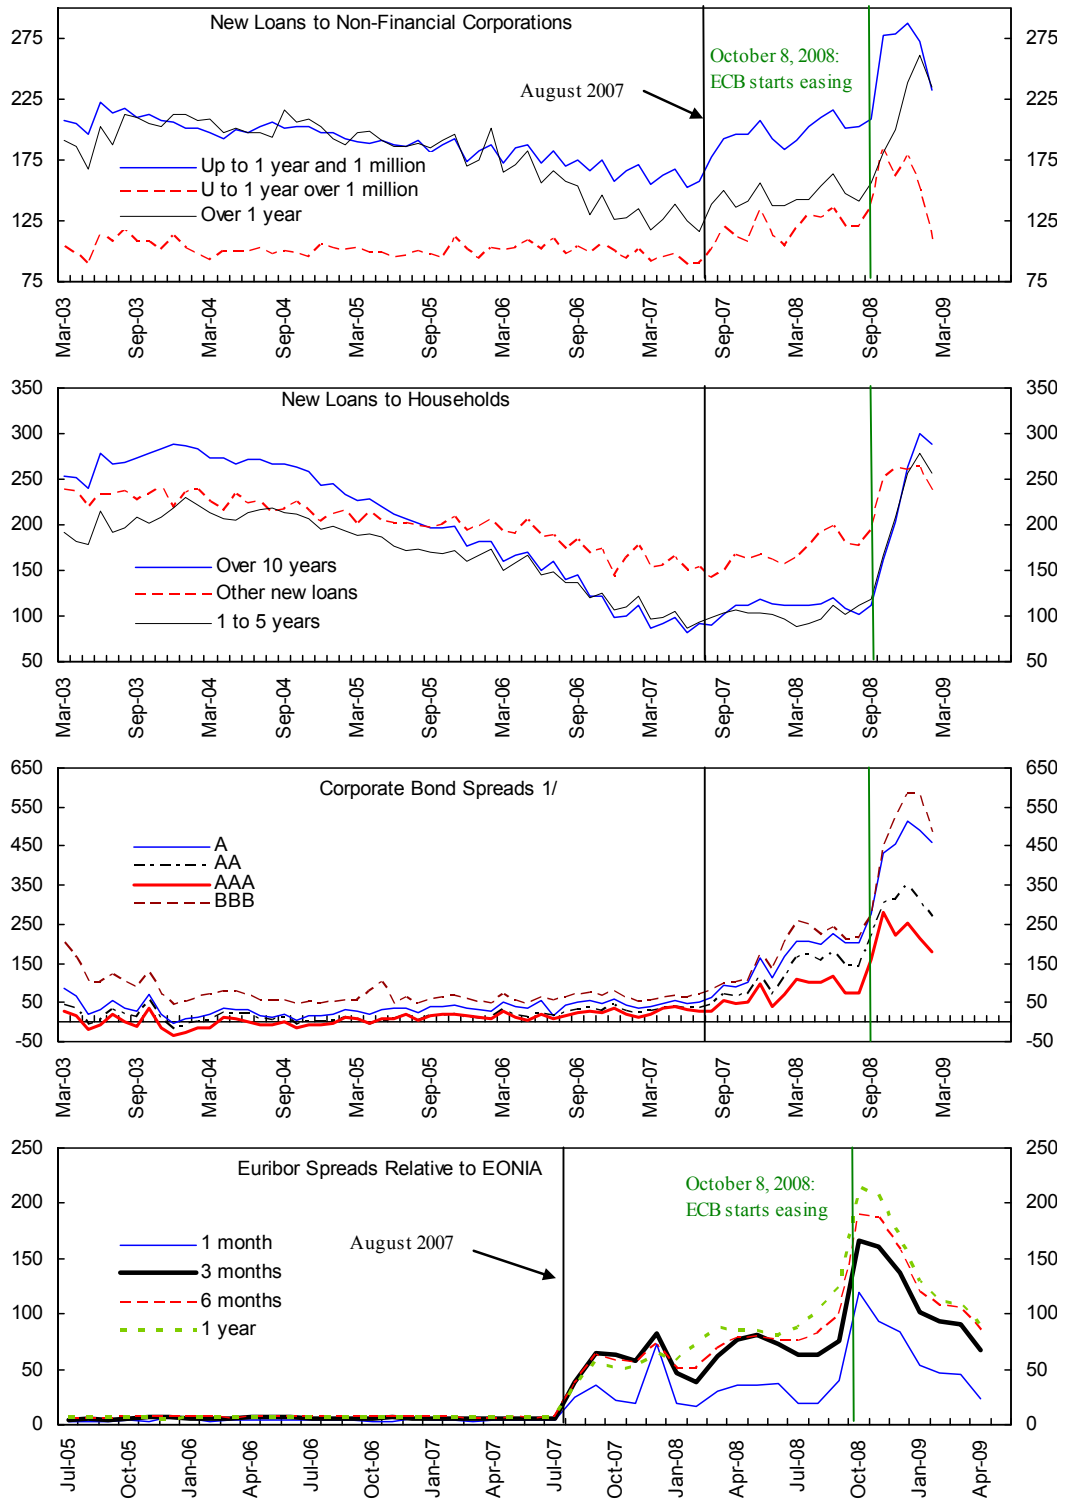 New Loans to Non-Financial Corporations
275
225
175
125
75
275
225
175
125
75
October 8, 2008:
ECB starts easing
August 2007
Up to 1 year and 1 million
U to 1 year over 1 million
Over 1 year
Mar-03
Sep-03
Mar-04
Sep-04
Mar-05
Sep-05
Mar-06
Sep-06
Mar-07
Sep-07
Mar-08
Sep-08
Mar-09
New Loans to Households
350
300
250
200
150
100
50
350
300
250
200
150
100
50
Over 10 years
Other new loans
1 to 5 years
Mar-03
Sep-03
Mar-04
Sep-04
Mar-05
Sep-05
Mar-06
Sep-06
Mar-07
Sep-07
Mar-08
Sep-08
Mar-09
Corporate Bond Spreads 1/
650
550
450
350
250
150
50
-50
650
550
450
350
250
150
50
-50
A
AA
AAA
BBB
Mar-03
Sep-03
Mar-04
Sep-04
Mar-05
Sep-05
Mar-06
Sep-06
Mar-07
Sep-07
Mar-08
Sep-08
Mar-09
Euribor Spreads Relative to EONIA
250
200
150
100
50
0
250
200
150
100
50
0
October 8, 2008:
ECB starts easing
August 2007
1 month
3 months
6 months
1 year
Jul-05
Oct-05
Jan-06
Apr-06
Jul-06
Oct-06
Jan-07
Apr-07
Jul-07
Oct-07
Jan-08
Apr-08
Jul-08
Oct-08
Jan-09
Apr-09